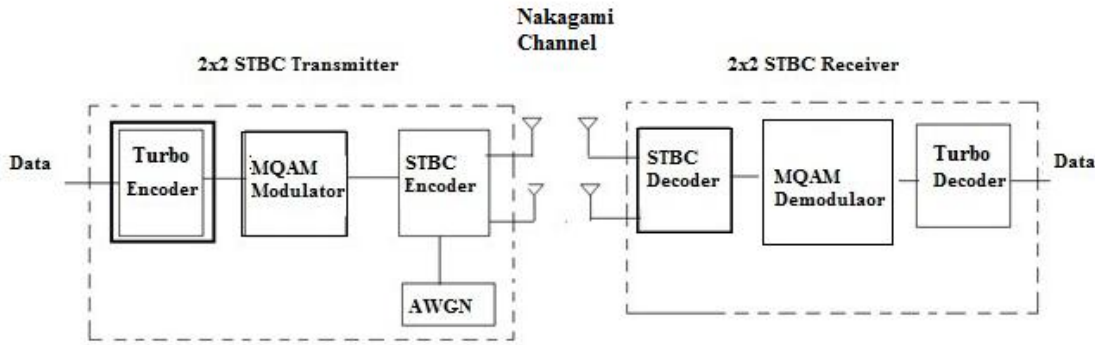 Nakagami
Channel
2x2 STBC Transmitter
2x2 STBC Receiver
Data
Turbo
Encoder
MQAM
Modulator
STBC
Encoder
AWGN
STBC
Decoder
MQAM
Demodulaor
Turbo
Decoder
Data